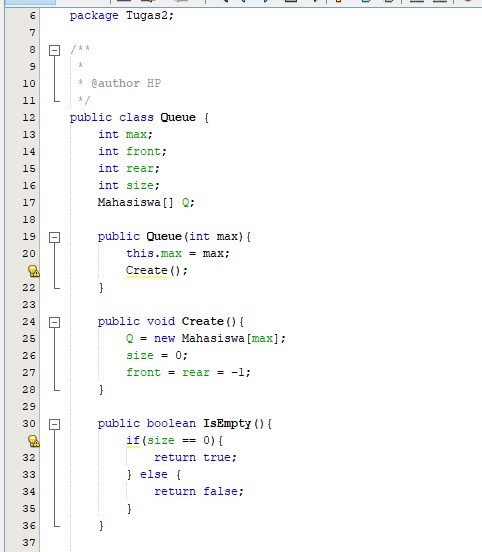 6 package Tugas2;
7
8 /**
9 *
10 * @author HP
11 */
12 public class Queue {
13 int max;
14 int front;
15 int rear;
16 int size;
17 Mahasiswa[] Q;
18
19 public Queue(int max){
20 this.max = max;
Create();
22 }
23
24 public void Create(){
25 Q = new Mahasiswa[max];
26 size = 0;
27 front = rear = -1;
28 }
29
30 public boolean IsEmpty(){
if(size == 0){
32 return true;
33 } else {
34 return false;
35 }
36 }
37